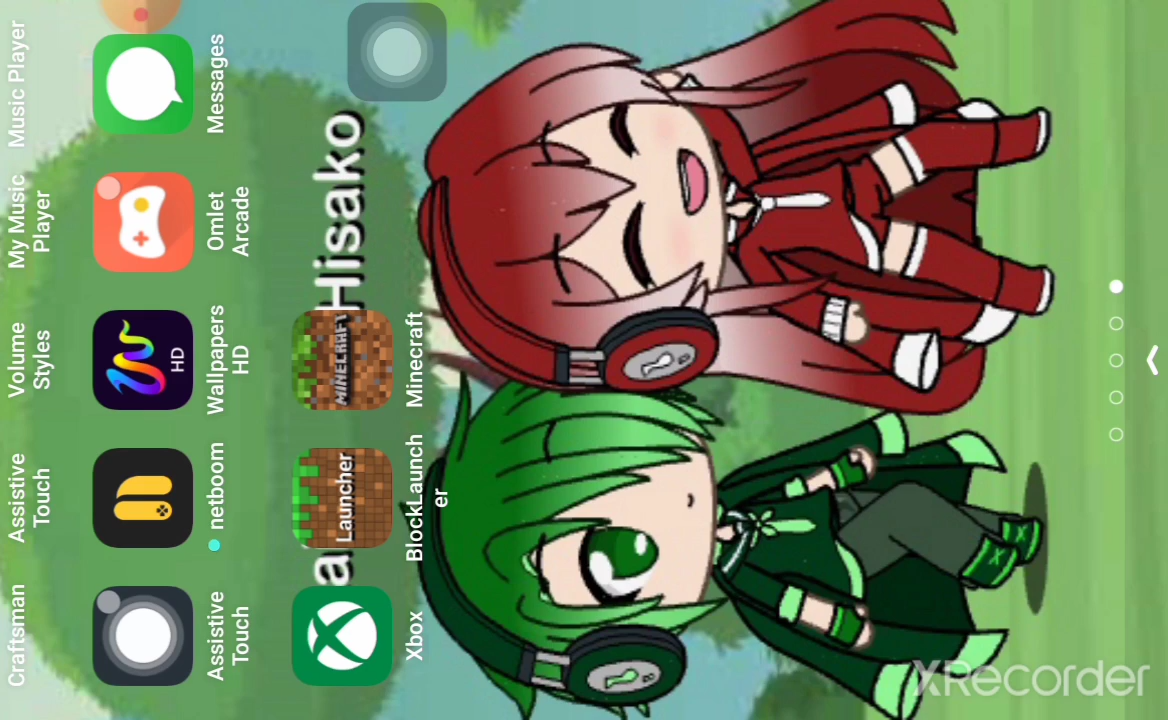 Craftsman
Assistive
Touch
Volume
Styles
My Music
Player
Music Player
Assistive
Touch
netboom
HD
Wallpapers
HD
Omlet
Arcade
Messages
Xbox
Launcher
BlockLaunch
er
MINECRAFT
Minecraft
a
Hisako
XRecorder